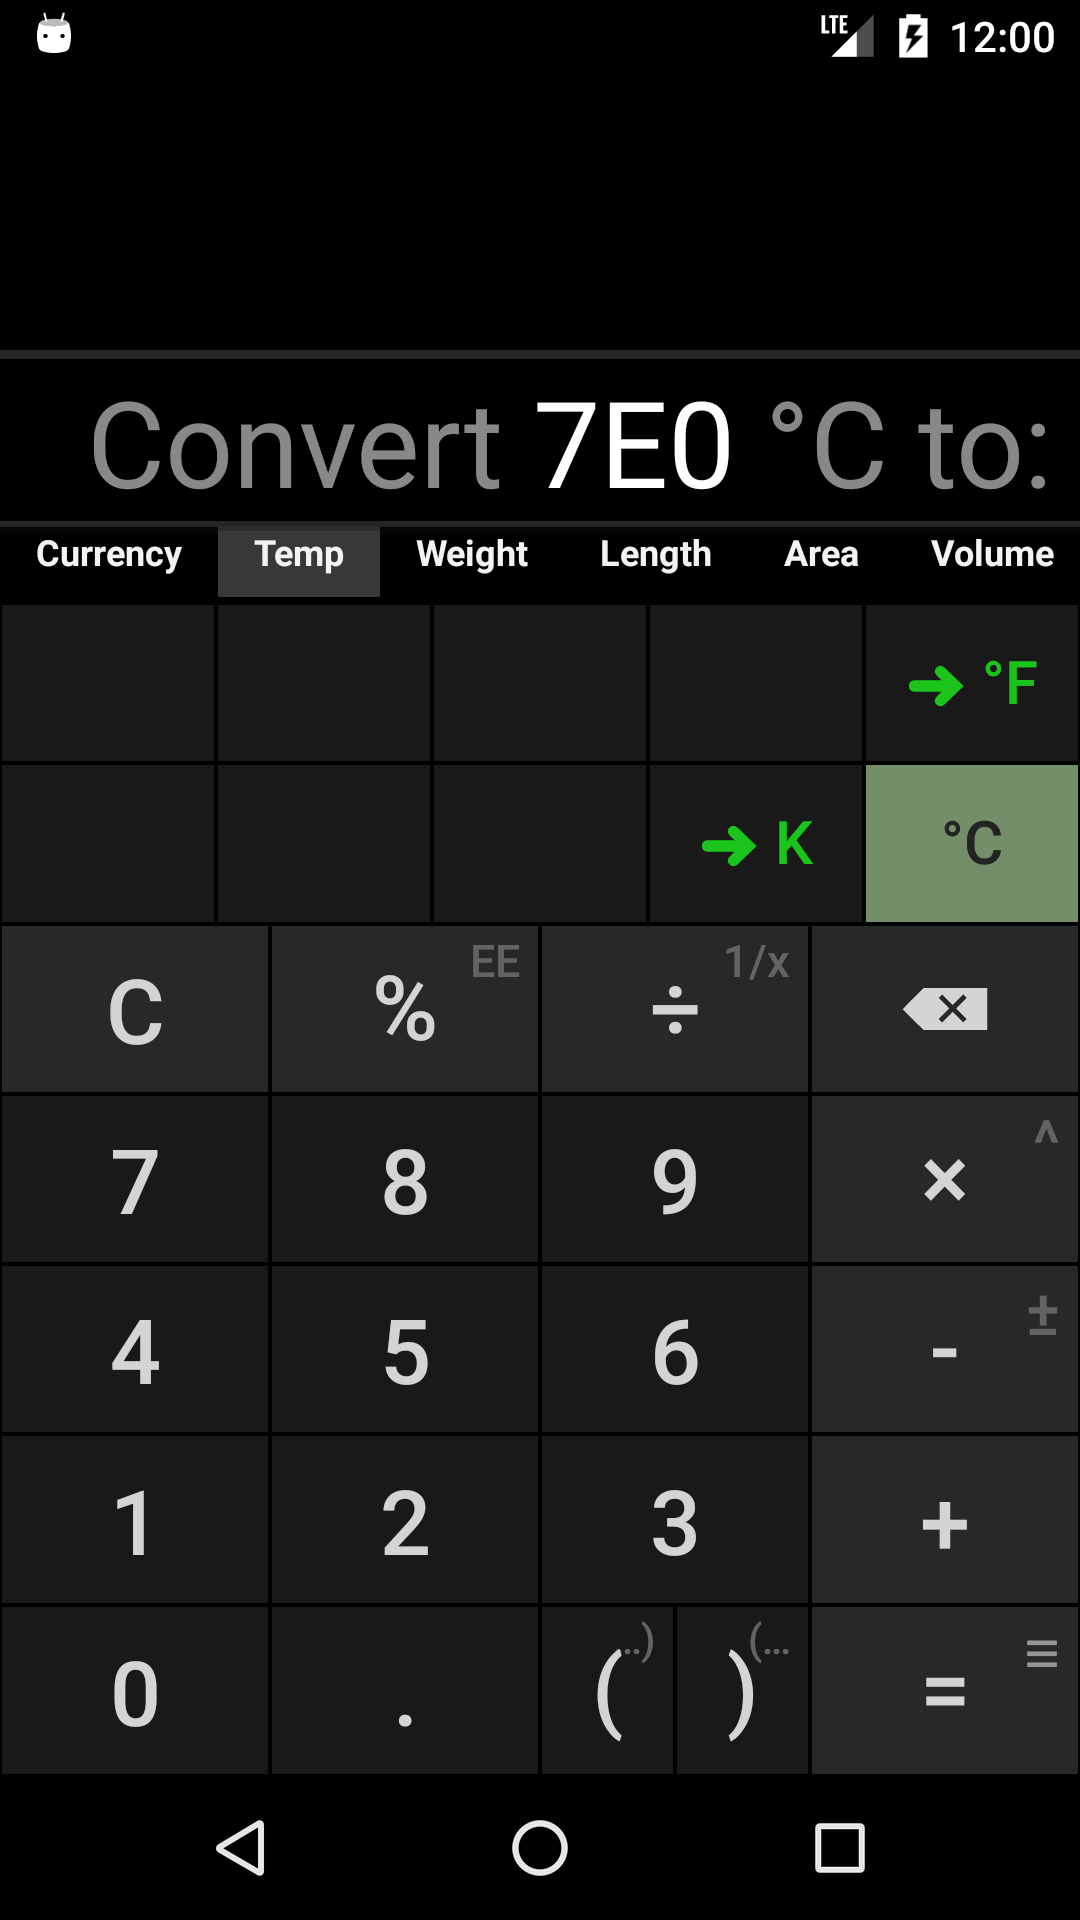 LTE 12:00
Convert 7E0 °C to:
Currency Temp Weight Length Area Volume
➔ °F
➔ K °C
C % EE ÷ 1/x
7 8 9 × ^
4 5 6 - ±
1 2 3 +
0 . ( ..) ) (... =